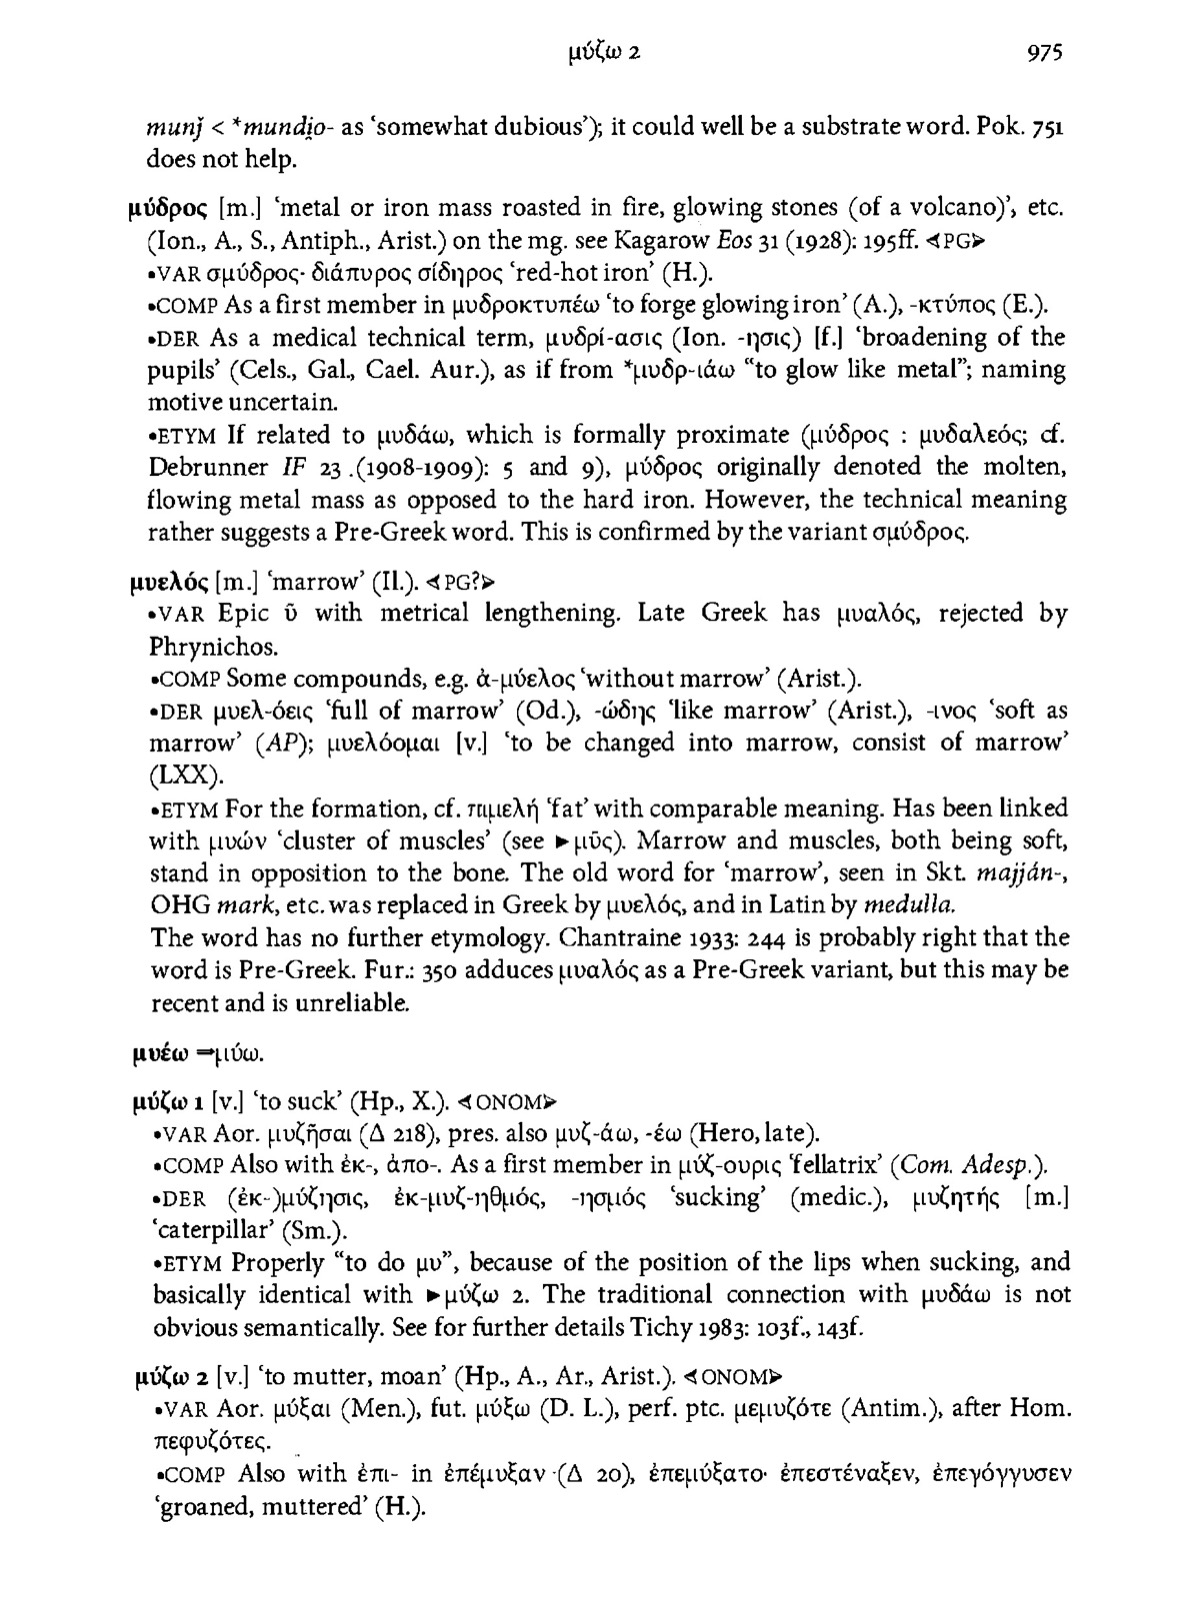 μύζω 2 975
munǰ < *mundi̯o- as ‘somewhat dubious’); it could well be a substrate word. Pok. 751
does not help.
μύδρος [m.] ‘metal or iron mass roasted in fire, glowing stones (of a volcano)’, etc.
(Ion., A., S., Antiph., Arist.) on the mg. see Kagarow Eos 31 (1928): 195ff. ⊲PG⊳
•VAR σμύδρος· διάπυρος σίδηρος ‘red-hot iron’ (H.).
•COMP As a first member in μυδροκτυπέω ‘to forge glowing iron’ (A.), -κτύπος (E.).
•DER As a medical technical term, μυδρί-ασις (Ion. -ησις) [f.] ‘broadening of the
pupils’ (Cels., Gal., Cael. Aur.), as if from *μυδρ-ιάω “to glow like metal”; naming
motive uncertain.
•ETYM If related to μυδάω, which is formally proximate (μύδρος : μυδαλεός; cf.
Debrunner IF 23 .(1908-1909): 5 and 9), μύδρος originally denoted the molten,
flowing metal mass as opposed to the hard iron. However, the technical meaning
rather suggests a Pre-Greek word. This is confirmed by the variant σμύδρος.
μυελός [m.] ‘marrow’ (Il.). ⊲PG?⊳
•VAR Epic ῡ with metrical lengthening. Late Greek has μυαλός, rejected by
Phrynichos.
•COMP Some compounds, e.g. ἀ-μύελος ‘without marrow’ (Arist.).
•DER μυελ-όεις ‘full of marrow’ (Od.), -ώδης ‘like marrow’ (Arist.), -ινος ‘soft as
marrow’ (AP); μυελόομαι [v.] ‘to be changed into marrow, consist of marrow’
(LXX).
•ETYM For the formation, cf. πιμελή ‘fat’ with comparable meaning. Has been linked
with μυών ‘cluster of muscles’ (see ►μῦς). Marrow and muscles, both being soft,
stand in opposition to the bone. The old word for ‘marrow’, seen in Skt. majján-,
OHG mark, etc. was replaced in Greek by μυελός, and in Latin by medulla.
The word has no further etymology. Chantraine 1933: 244 is probably right that the
word is Pre-Greek. Fur.: 350 adduces μυαλός as a Pre-Greek variant, but this may be
recent and is unreliable.
μυέω ⇒μύω.
μύζω 1 [v.] ‘to suck’ (Hp., X.). ⊲ONOM⊳
•VAR Aor. μυζῆσαι (Δ 218), pres. also μυζ-άω, -έω (Hero, late).
•COMP Also with ἐκ-, ἀπο-. As a first member in μύζ-ουρις ‘fellatrix’ (Com. Adesp.).
•DER (ἐκ-)μύζησις, ἐκ-μυζ-ηθμός, -ησμός ‘sucking’ (medic.), μυζητής [m.]
‘caterpillar’ (Sm.).
•ETYM Properly “to do μυ”, because of the position of the lips when sucking, and
basically identical with ►μύζω 2. The traditional connection with μυδάω is not
obvious semantically. See for further details Tichy 1983: 103f., 143f.
μύζω 2 [v.] ‘to mutter, moan’ (Hp., A., Ar., Arist.). ⊲ONOM⊳
•VAR Aor. μύξαι (Men.), fut. μύξω (D. L.), perf. ptc. μεμυζότε (Antim.), after Hom.
πεφυζότες.
•COMP Also with ἐπι- in ἐπέμυξαν (Δ 20), ἐπεμύξατο· ἐπεστέναξεν, ἐπεγόγγυσεν
‘groaned, muttered’ (H.).